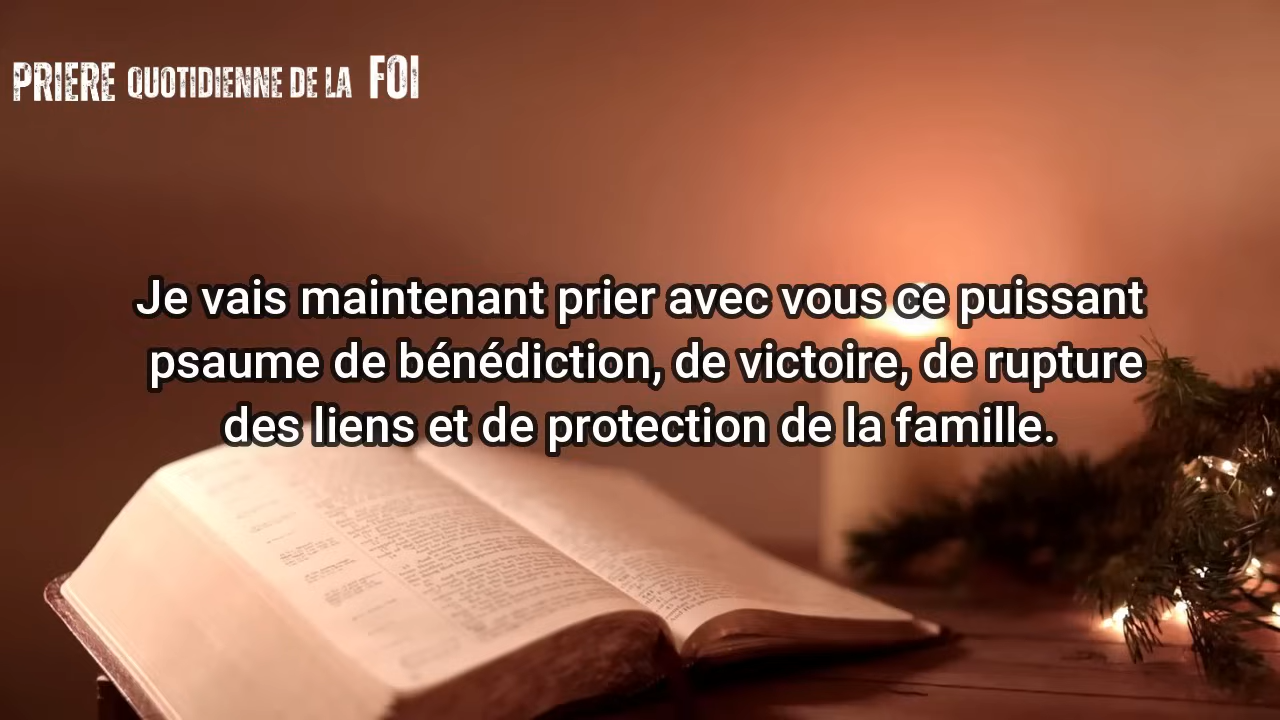 PRIERE QUOTIDIENNE DE LA FOI
Je vais maintenant prier avec vous ce puissant
psaume de bénédiction, de victoire, de rupture
des liens et de protection de la famille.